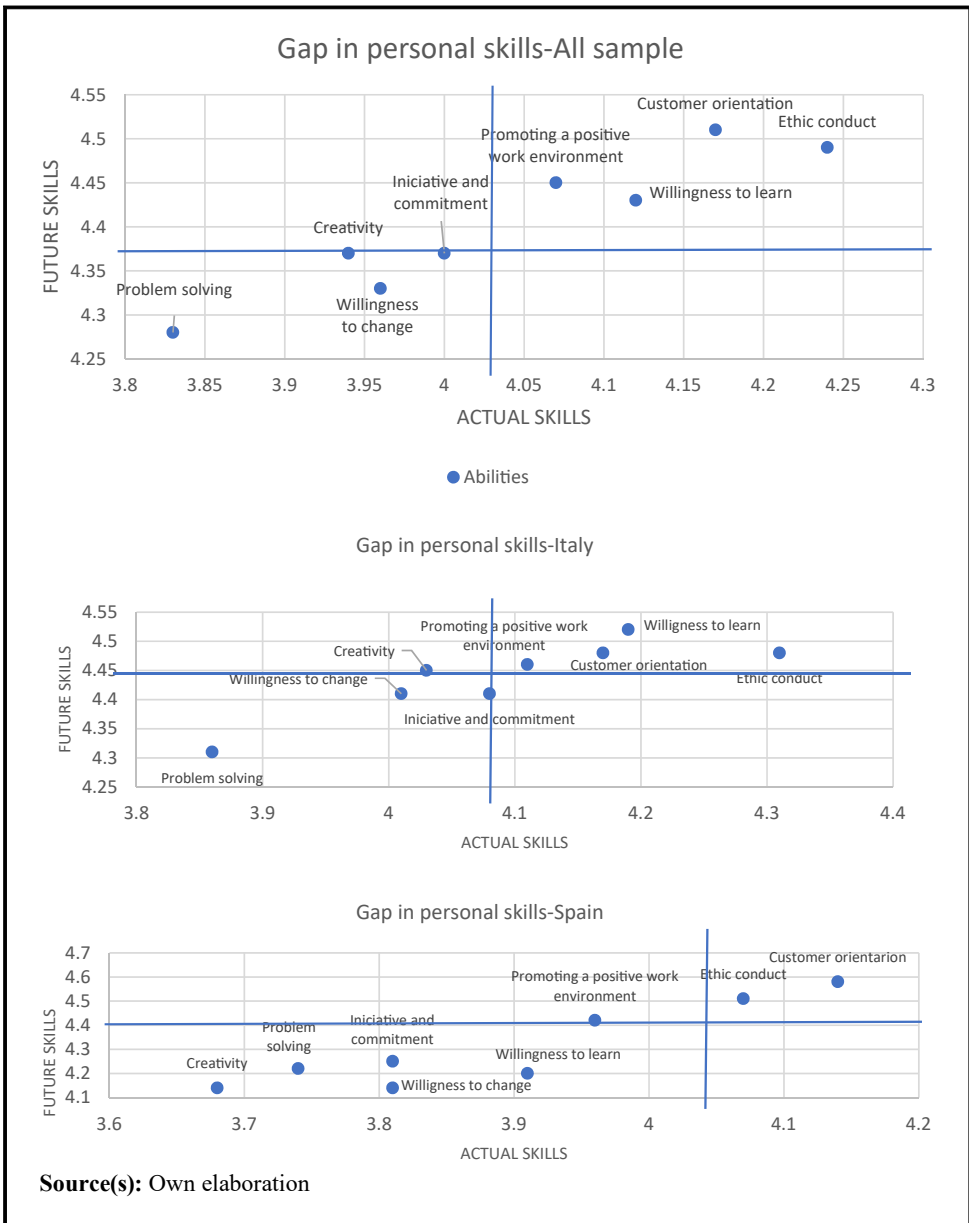 Gap in personal skills-All sample
4.55
4.5
4.45
4.4
4.35
4.3
4.25
FUTURE SKILLS
Customer orientation
Ethic conduct
Promoting a positive
work environment
Iniciative and
commitment
Willingness to learn
Creativity
Problem solving
Willingness
to change
3.8 3.85 3.9 3.95 4 4.05 4.1 4.15 4.2 4.25 4.3
ACTUAL SKILLS
Abilities
Gap in personal skills-Italy
4.55
4.5
4.45
4.4
4.35
4.3
4.25
FUTURE SKILLS
Promoting a positive work
environment
Willigness to learn
Creativity
Customer orientation
Willingness to change
Ethic conduct
Iniciative and commitment
Problem solving
3.8 3.9 4 4.1 4.2 4.3 4.4
ACTUAL SKILLS
Gap in personal skills-Spain
4.7
4.6
4.5
4.4
4.3
4.2
4.1
FUTURE SKILLS
Customer orientarion
Promoting a positive work
environment
Ethic conduct
Problem
solving
Iniciative and
commitment
Creativity
Willingness to learn
Willigness to change
3.6 3.7 3.8 3.9 4 4.1 4.2
ACTUAL SKILLS
Source(s): Own elaboration